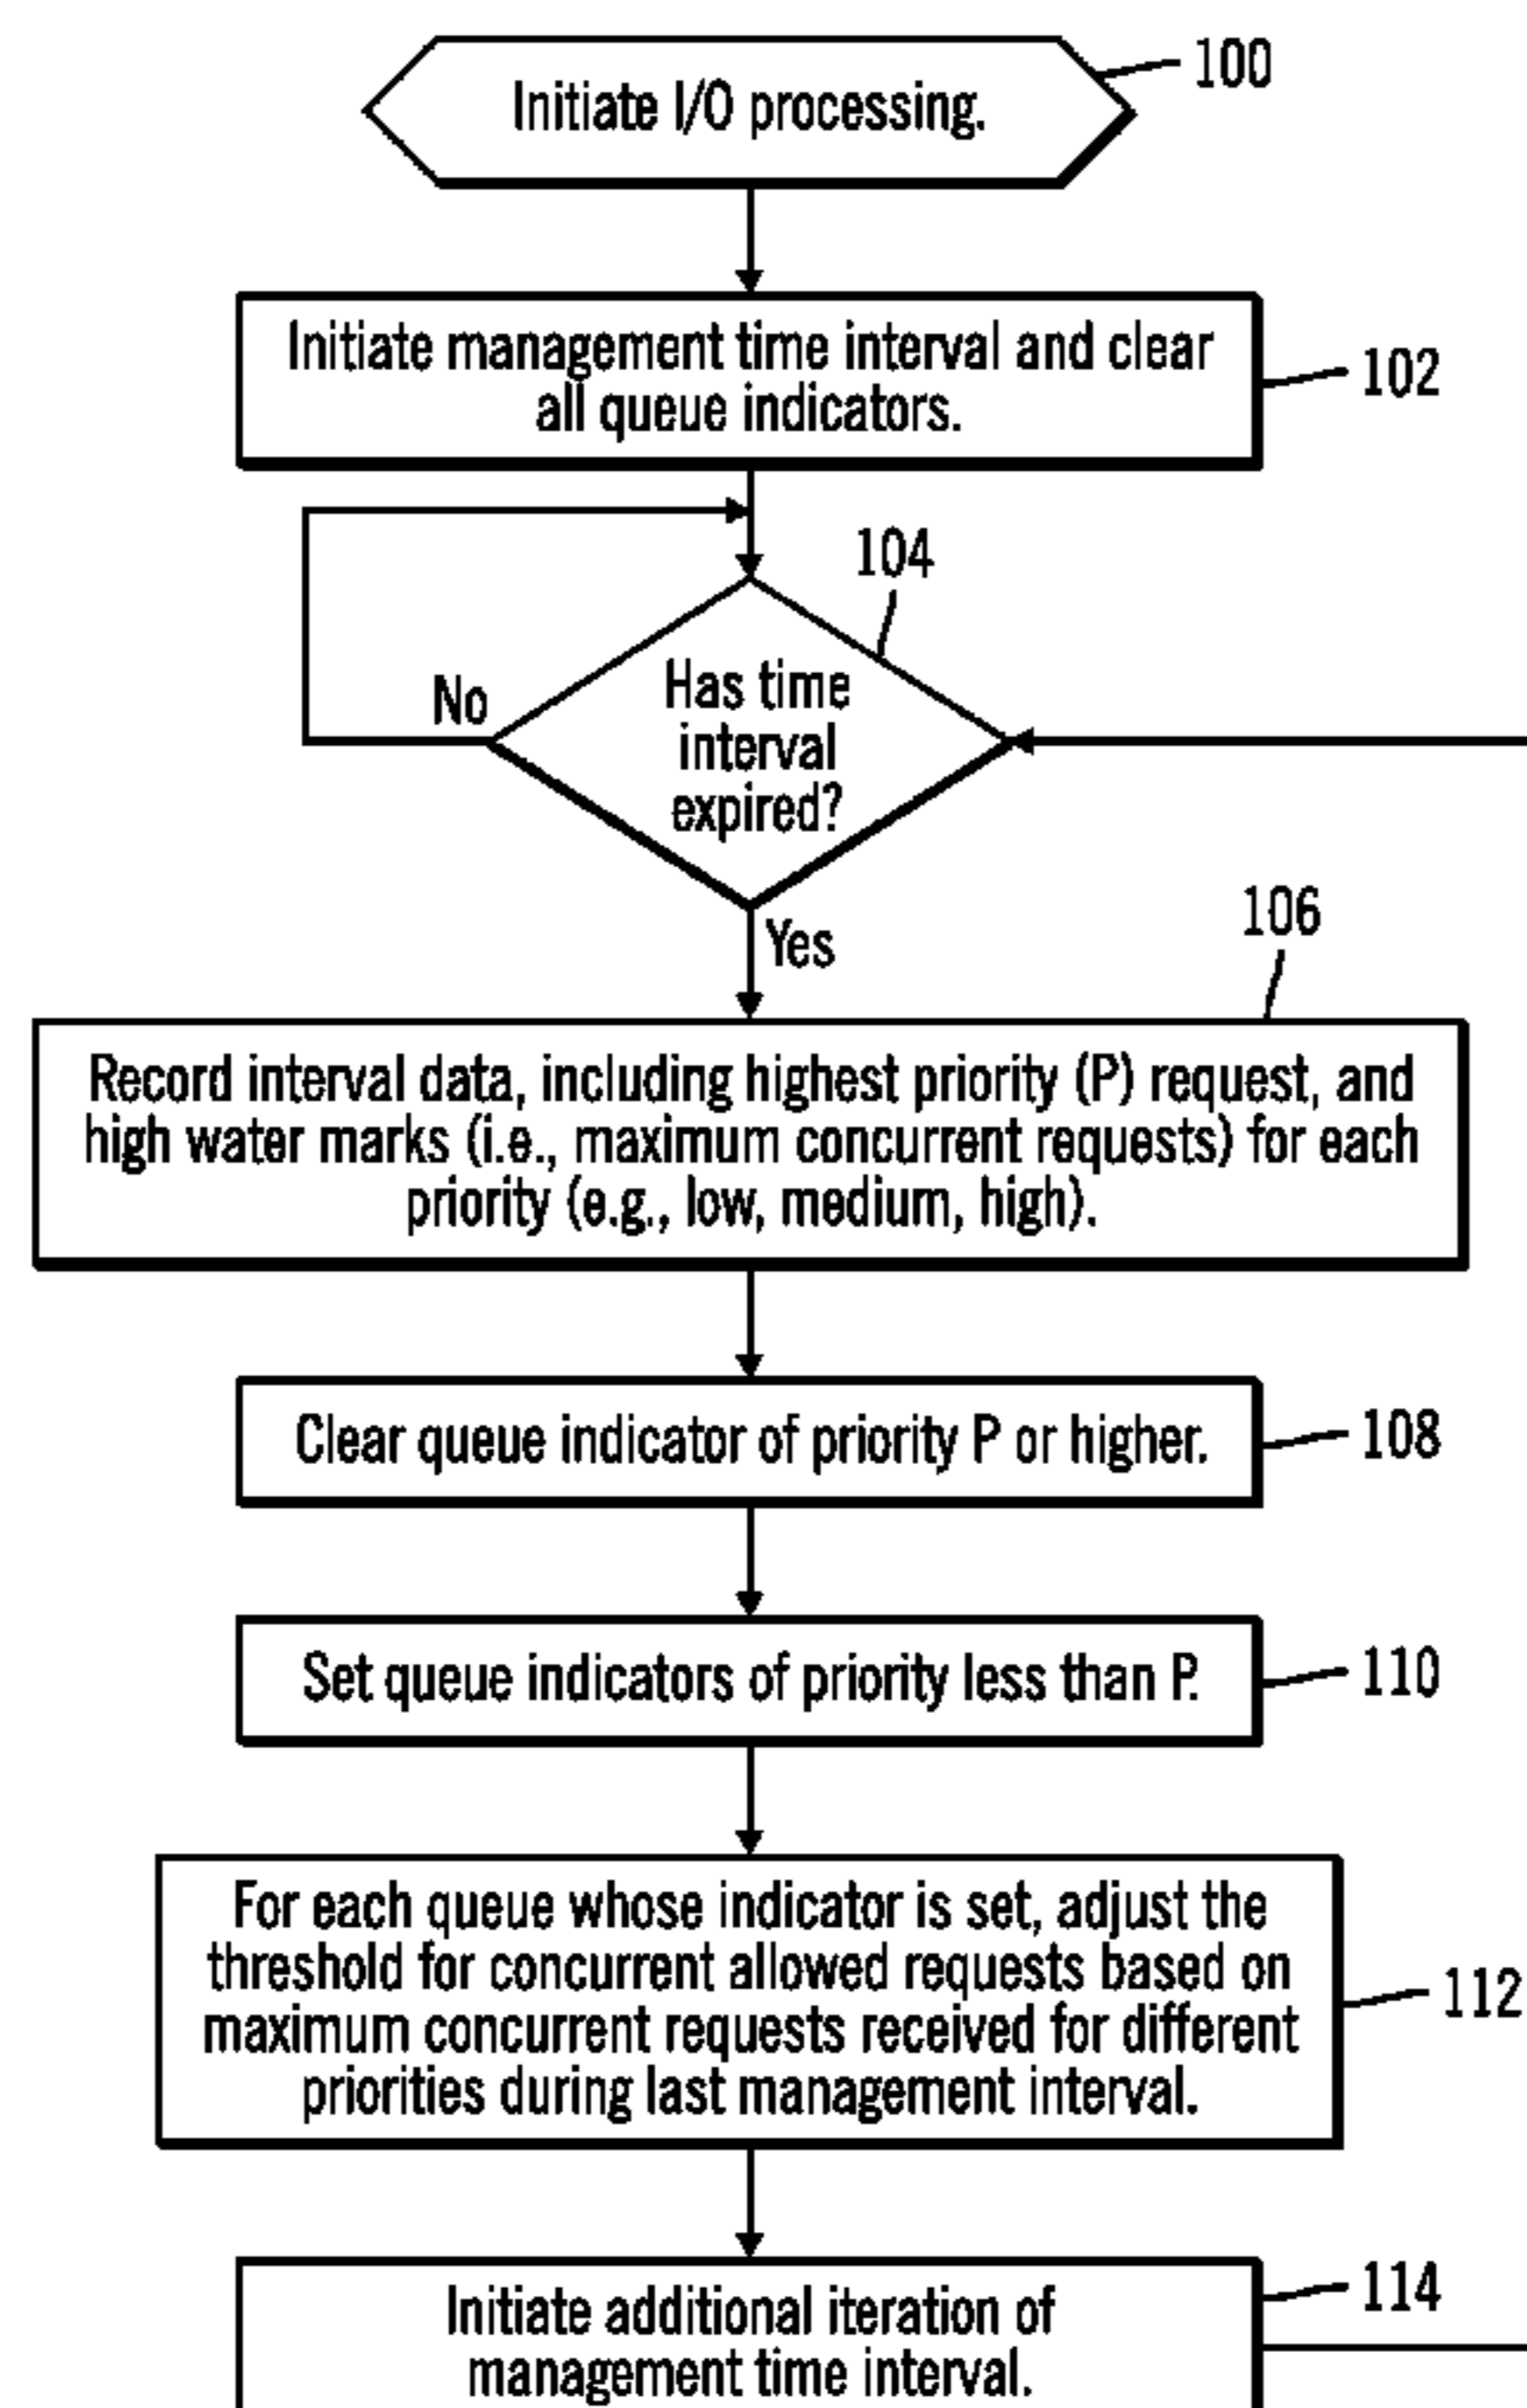 Initiate I/O processing.
100
Initiate management time interval and clear
all queue indicators.
102
104
Has time
interval
expired?
No
Yes
106
Record interval data, including highest priority (P) request, and
high water marks (i.e., maximum concurrent requests) for each
priority (e.g., low, medium, high).
Clear queue indicator of priority P or higher.
108
Set queue indicators of priority less than P.
110
For each queue whose indicator is set, adjust the
threshold for concurrent allowed requests based on
maximum concurrent requests received for different
priorities during last management interval.
112
Initiate additional iteration of
management time interval.
114